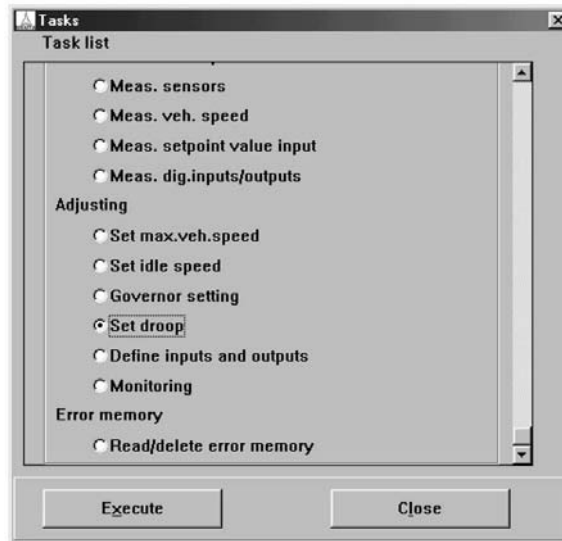 Tasks
Task list
Meas. sensors
Meas. veh. speed
Meas. setpoint value input
Meas. dig.inputs/outputs
Adjusting
Set max.veh.speed
Set idle speed
Governor setting
Set droop
Define inputs and outputs
Monitoring
Error memory
Read/delete error memory
Execute
Close